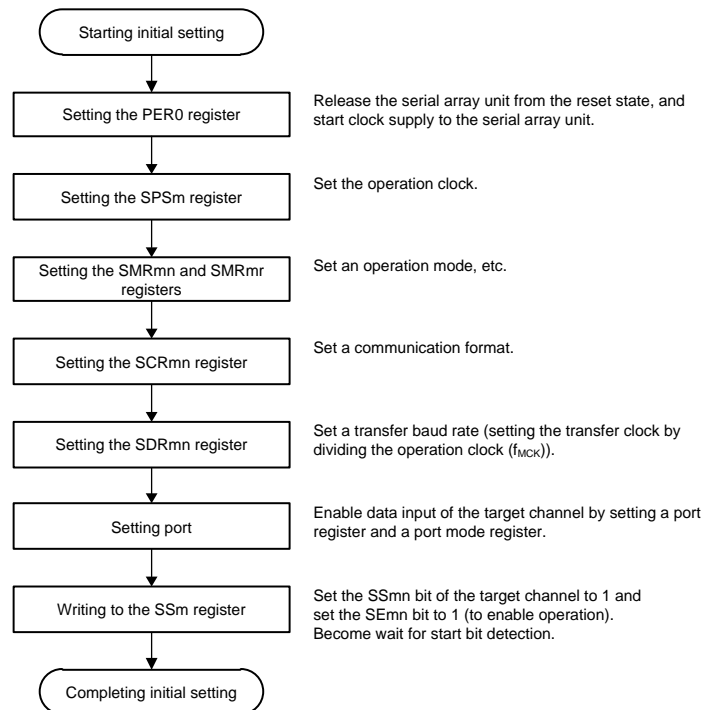 Starting initial setting
Setting the PER0 register
Release the serial array unit from the reset state, and
start clock supply to the serial array unit.
Setting the SPSm register
Set the operation clock.
Setting the SMRmn and SMRmr
registers
Set an operation mode, etc.
Setting the SCRmn register
Set a communication format.
Setting the SDRmn register
Set a transfer baud rate (setting the transfer clock by
dividing the operation clock (fMCK)).
Setting port
Enable data input of the target channel by setting a port
register and a port mode register.
Writing to the SSm register
Set the SSmn bit of the target channel to 1 and
set the SEmn bit to 1 (to enable operation).
Become wait for start bit detection.
Completing initial setting